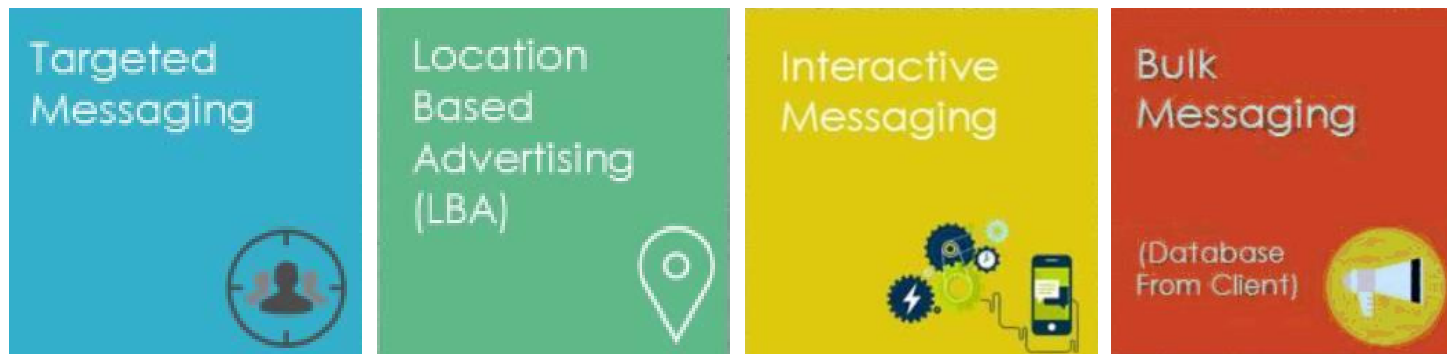 Targeted
Messaging
Location
Based
Advertising
(LBA)
Interactive
Messaging
Bulk
Messaging
(Database
From Client)